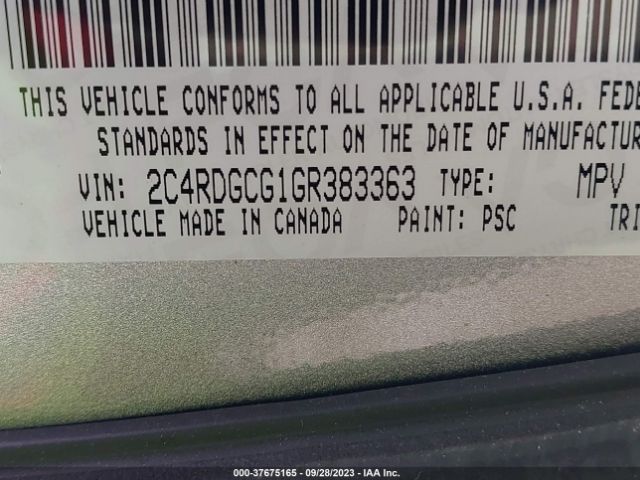 THIS VEHICLE CONFORMS TO ALL APPLICABLE U.S.A. FEDE
STANDARDS IN EFFECT ON THE DATE OF MANUFACTUR
VIN: 2C4RDGCG1GR383363 TYPE: MPV
VEHICLE MADE IN CANADA PAINT: PSC TRI
000-37675165 - 09/28/2023 - IAA Inc.